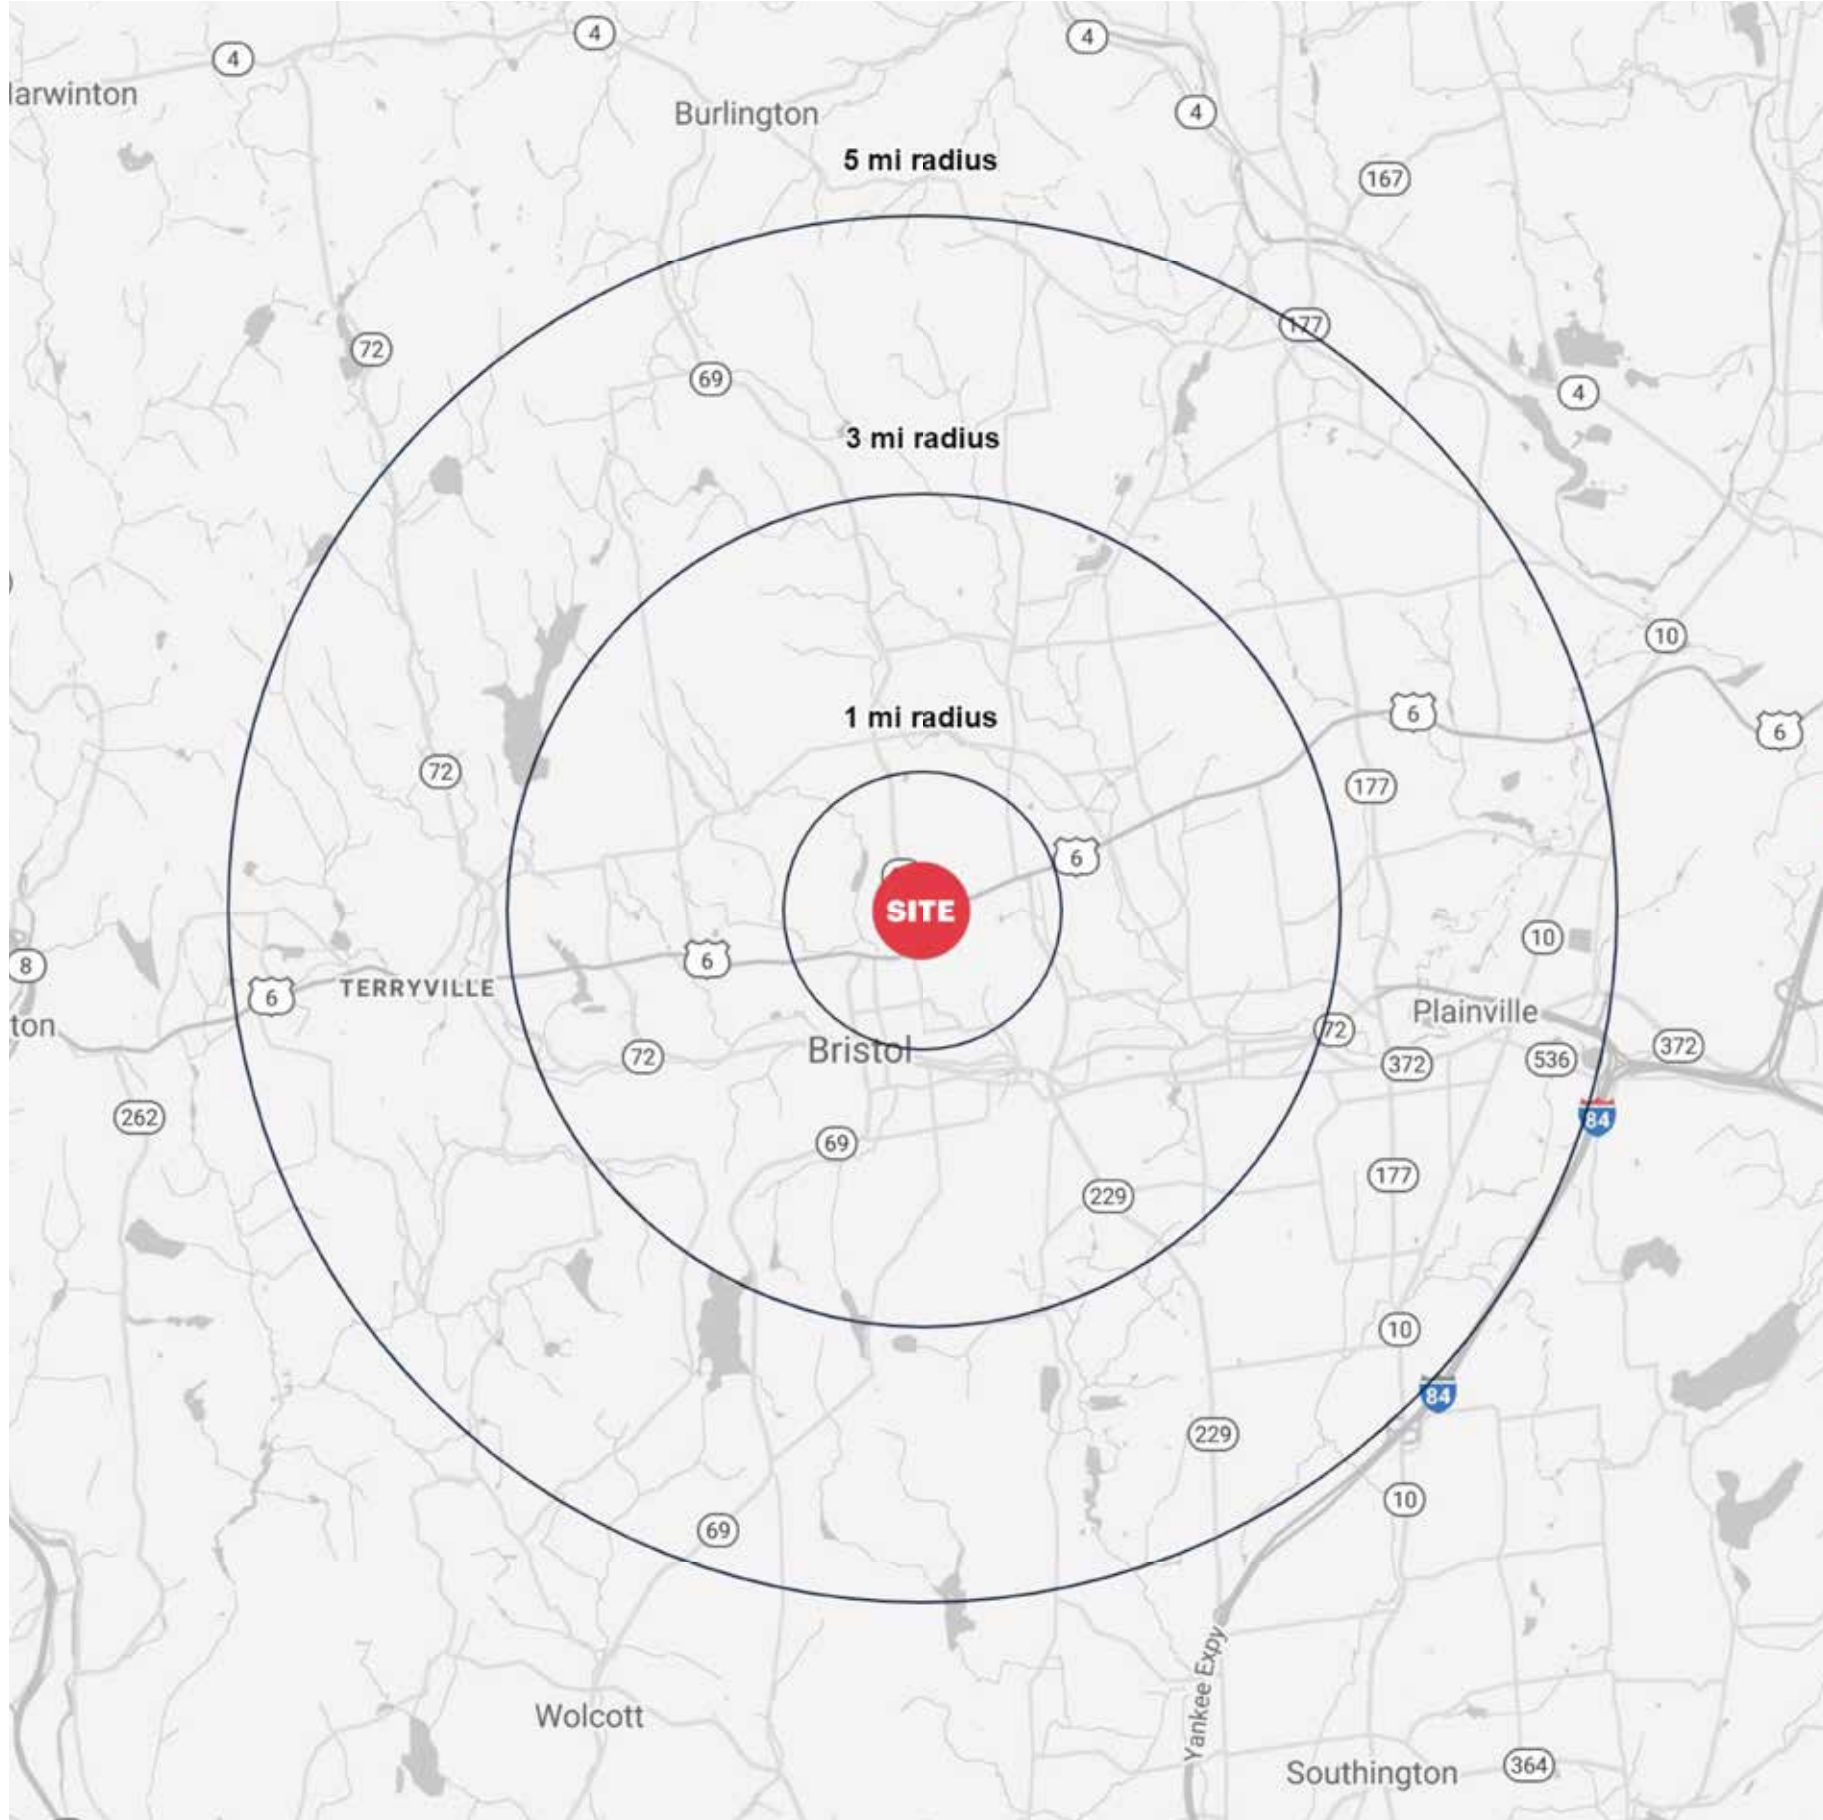 4
4
4
arwinton
Burlington
4
5 mi radius
167
177
72
69
4
3 mi radius
10
6
1 mi radius
6
72
177
6
SITE
10
6
8
TERRYVILLE
6
Plainville
ton
72
Bristol
72
372
536
372
262
84
69
177
229
10
84
229
10
69
Yankee Expy
Wolcott
364
Southington